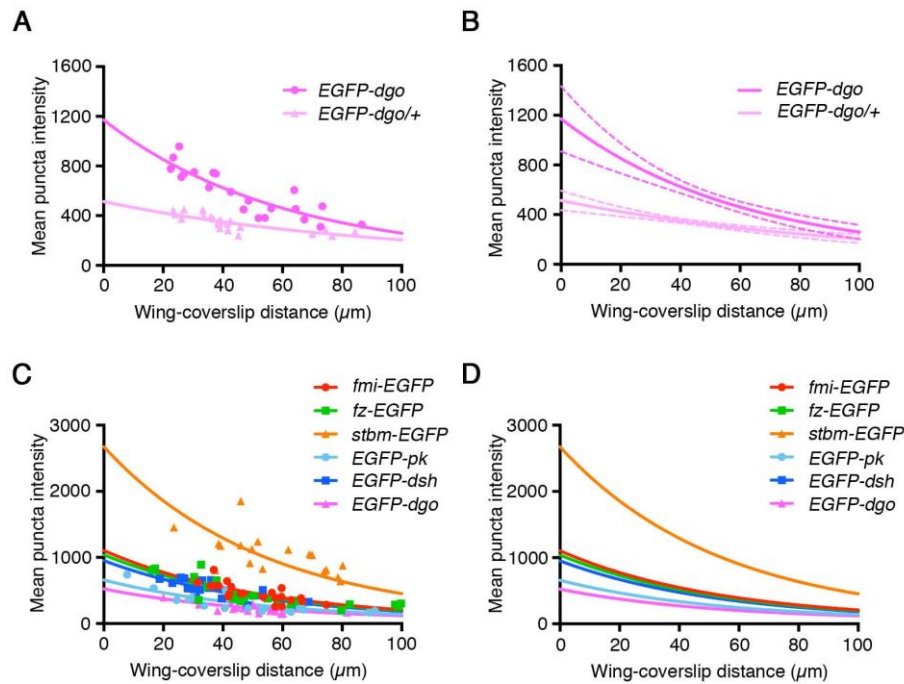 A
1600
1200
800
400
0
Mean puncta intensity
EGFP-dgo
EGFP-dgo/+
0 20 40 60 80 100
Wing-coverslip distance (µm)
B
1600
1200
800
400
0
Mean puncta intensity
EGFP-dgo
EGFP-dgo/+
0 20 40 60 80 100
Wing-coverslip distance (µm)
C
3000
2000
1000
0
Mean puncta intensity
fmi-EGFP
fz-EGFP
stbm-EGFP
EGFP-pk
EGFP-dsh
EGFP-dgo
0 20 40 60 80 100
Wing-coverslip distance (µm)
D
3000
2000
1000
0
Mean puncta intensity
fmi-EGFP
fz-EGFP
stbm-EGFP
EGFP-pk
EGFP-dsh
EGFP-dgo
0 20 40 60 80 100
Wing-coverslip distance (µm)